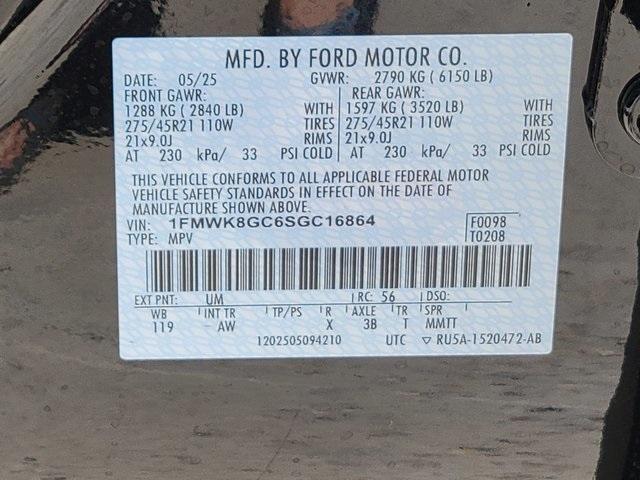 MFD. BY FORD MOTOR CO.
DATE: 05/25 GVWR: 2790 KG ( 6150 LB)
FRONT GAWR: REAR GAWR:
1288 KG ( 2840 LB) WITH 1597 KG ( 3520 LB) WITH
275/45R21 110W TIRES 275/45R21 110W TIRES
21x9.0J RIMS 21x9.0J RIMS
AT 230 kPa/ 33 PSI COLD AT 230 kPa/ 33 PSI COLD
THIS VEHICLE CONFORMS TO ALL APPLICABLE FEDERAL MOTOR
VEHICLE SAFETY STANDARDS IN EFFECT ON THE DATE OF
MANUFACTURE SHOWN ABOVE.
VIN: 1FMWK8GC6SGC16864 F0098
TYPE: MPV T0208
EXT PNT: UM RC: 56 DSO:
WB INT TR TP/PS R AXLE TR SPR
119 AW X 3B T MMTT
1202505094210 UTC ▽ RU5A-1520472-AB